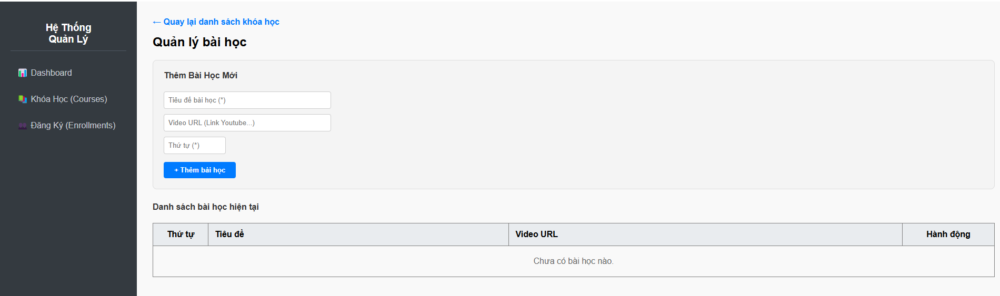 Hệ Thống
Quản Lý
Dashboard
Khóa Học (Courses)
Đăng Ký (Enrollments)
← Quay lại danh sách khóa học
Quản lý bài học
Thêm Bài Học Mới
Tiêu đề bài học (*)
Video URL (Link Youtube...)
Thứ tự (*)
+ Thêm bài học
Danh sách bài học hiện tại
Thứ tự Tiêu đề Video URL Hành động
Chưa có bài học nào.